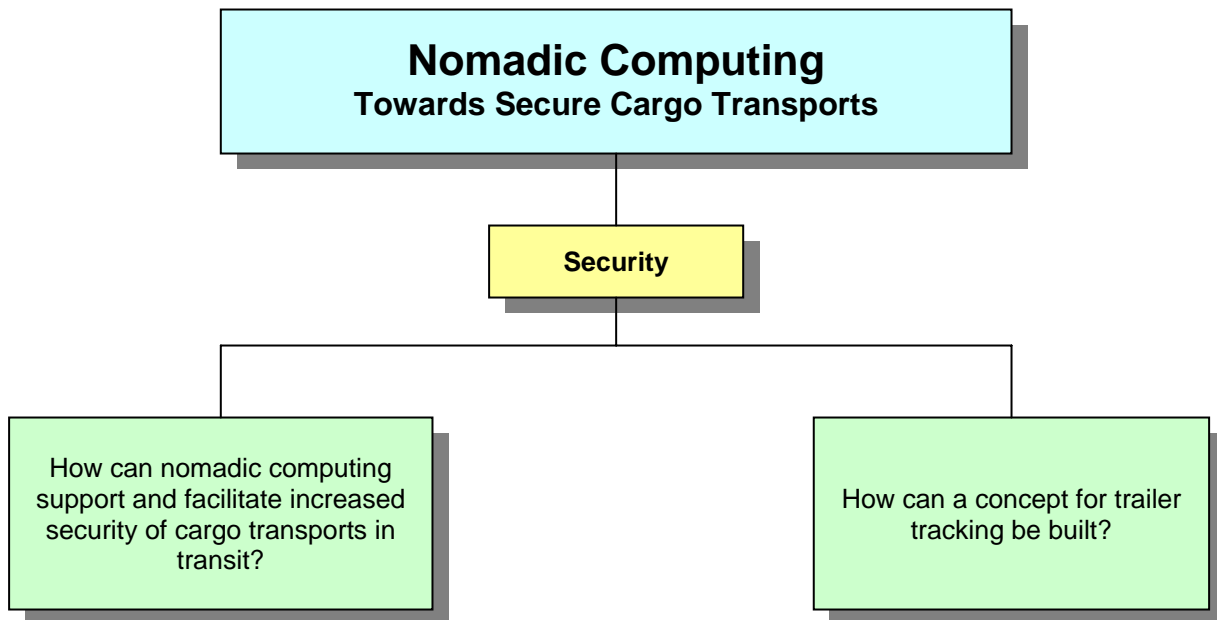 Nomadic Computing
Towards Secure Cargo Transports
Security
How can nomadic computing
support and facilitate increased
security of cargo transports in
transit?
How can a concept for trailer
tracking be built?